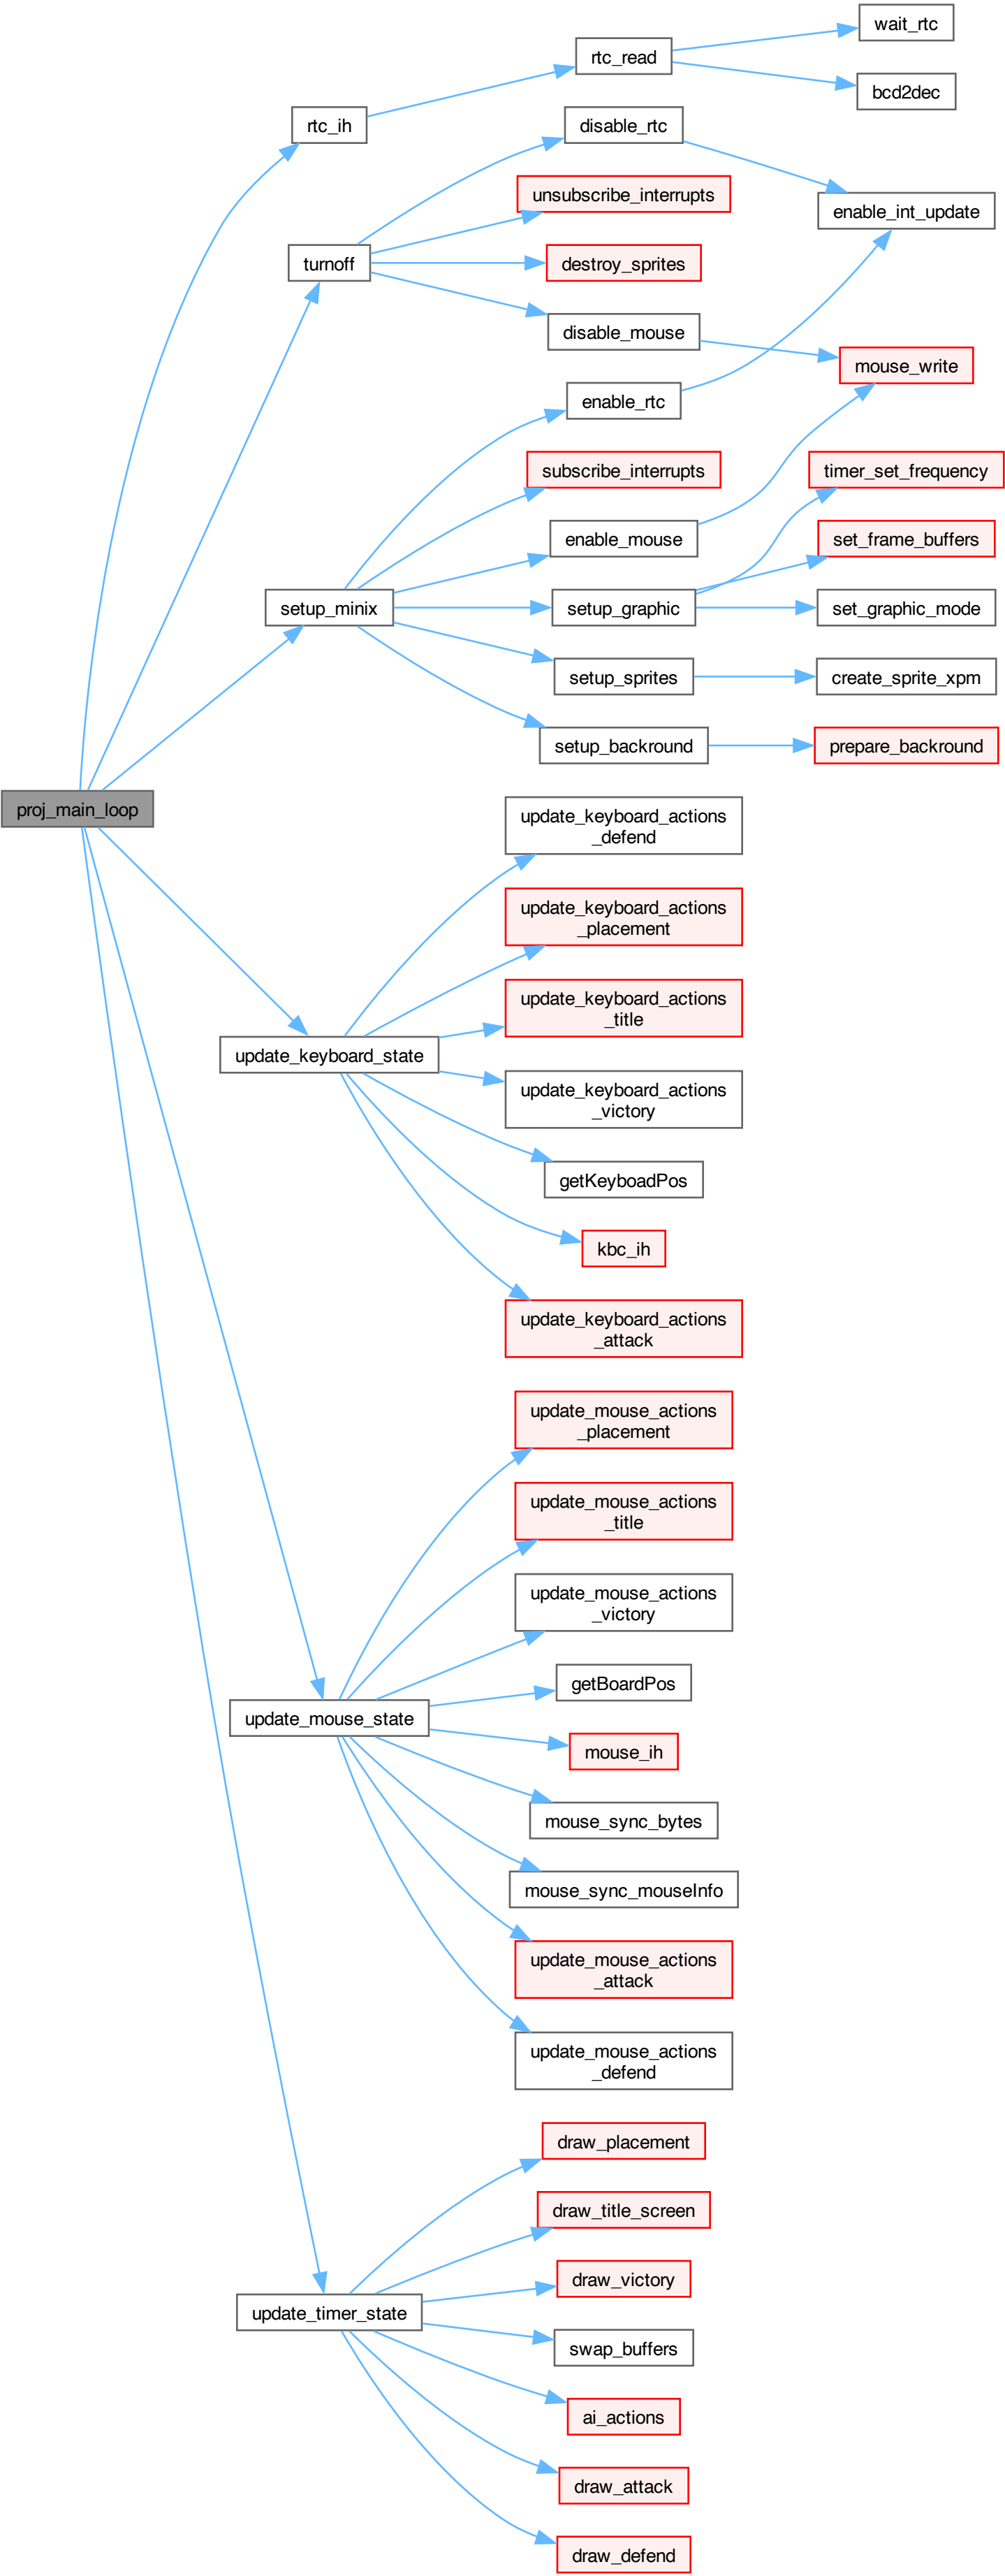 wait_rtc
rtc_read
bcd2dec
rtc_ih
disable_rtc
unsubscribe_interrupts
enable_int_update
turnoff
destroy_sprites
disable_mouse
mouse_write
enable_rtc
subscribe_interrupts
timer_set_frequency
enable_mouse
set_frame_buffers
setup_minix
setup_graphic
set_graphic_mode
setup_sprites
create_sprite_xpm
setup_backround
prepare_backround
proj_main_loop
update_keyboard_actions
_defend
update_keyboard_actions
_placement
update_keyboard_actions
_title
update_keyboard_state
update_keyboard_actions
_victory
getKeyboadPos
kbc_ih
update_keyboard_actions
_attack
update_mouse_actions
_placement
update_mouse_actions
_title
update_mouse_actions
_victory
getBoardPos
update_mouse_state
mouse_ih
mouse_sync_bytes
mouse_sync_mouseInfo
update_mouse_actions
_attack
update_mouse_actions
_defend
draw_placement
draw_title_screen
draw_victory
update_timer_state
swap_buffers
ai_actions
draw_attack
draw_defend